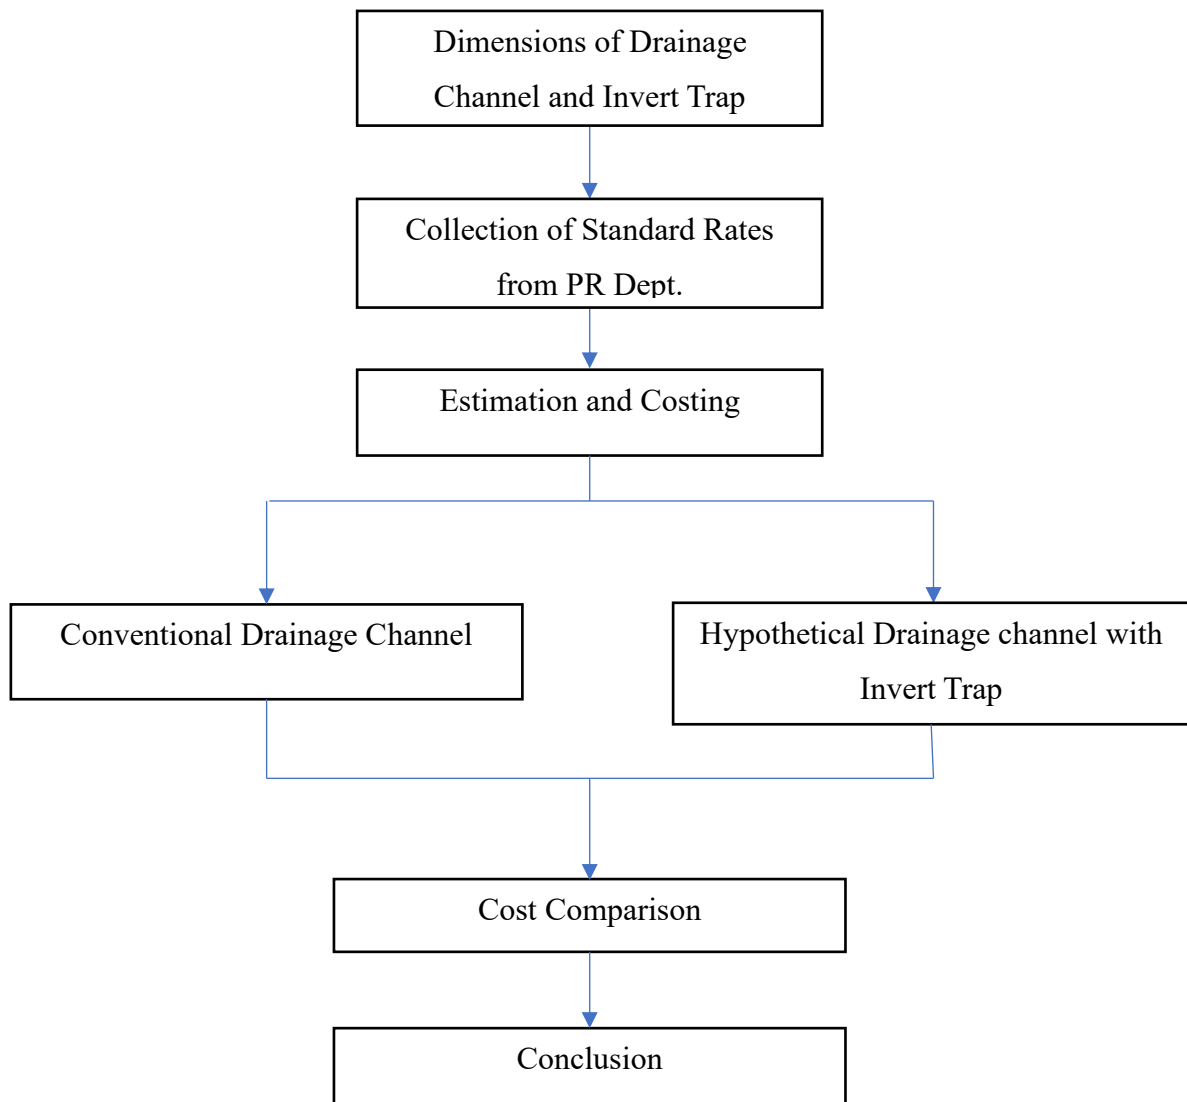 Dimensions of Drainage
Channel and Invert Trap
Collection of Standard Rates
from PR Dept.
Estimation and Costing
Conventional Drainage Channel
Hypothetical Drainage channel with
Invert Trap
Cost Comparison
Conclusion